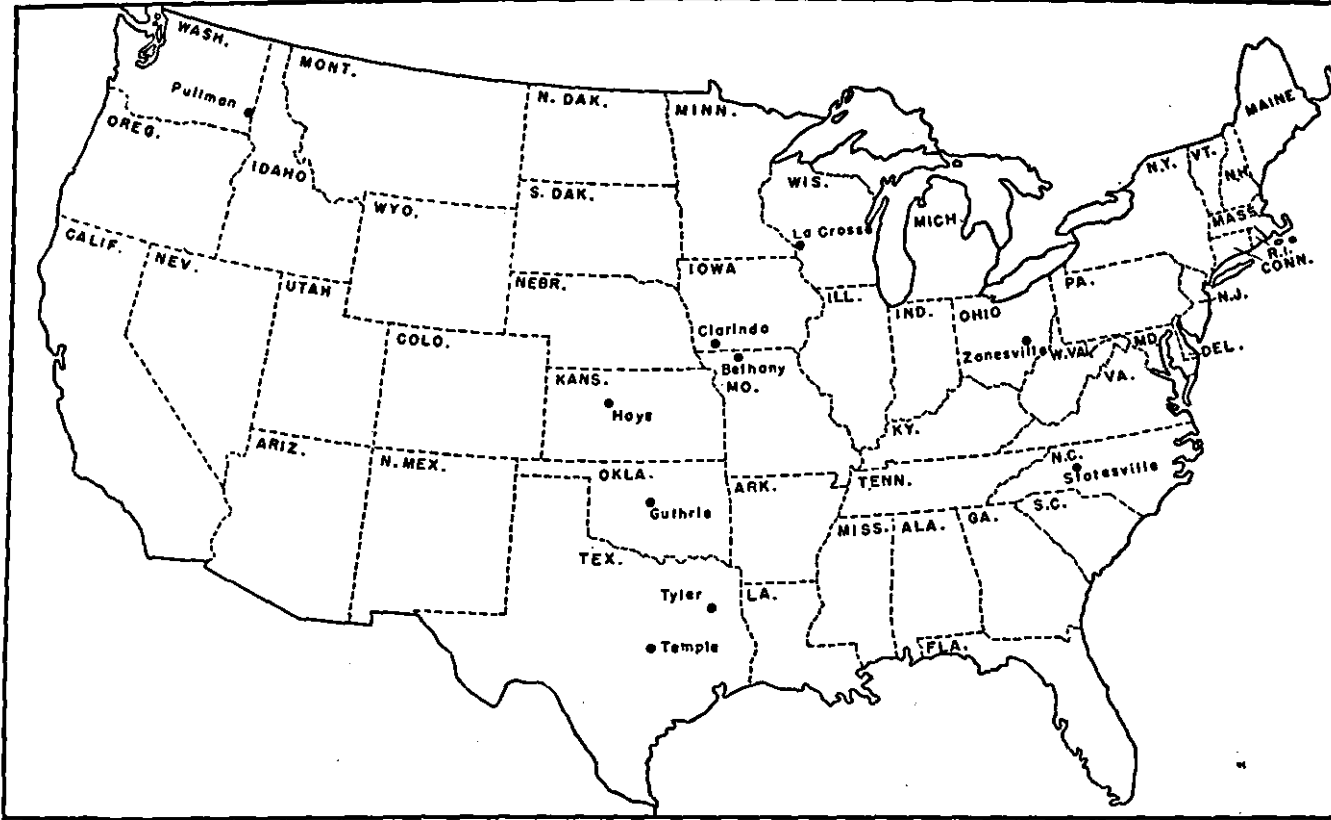 WASH.
MONT.
Pullman
N. DAK.
MINN.
MAINE
OREG.
IDAHO
N.Y.
VT.
N.H.
S. DAK.
WIS.
WYO.
MICH.
MASS.
CALIF.
La Crosse
NEV.
IOWA
R.I.
CONN.
UTAH
NEBR.
ILL.
PA.
IND.
OHIO
N.J.
COLO.
Clarinda
Zanesville
W.VA.
MD.
DEL.
Bethany
MO.
KANS.
VA.
Hays
KY.
ARIZ.
N. MEX.
OKLA.
N.C.
Statesville
ARK.
TENN.
Guthrie
S.C.
MISS.
ALA.
GA.
TEX.
Tyler
LA.
Temple
FLA.